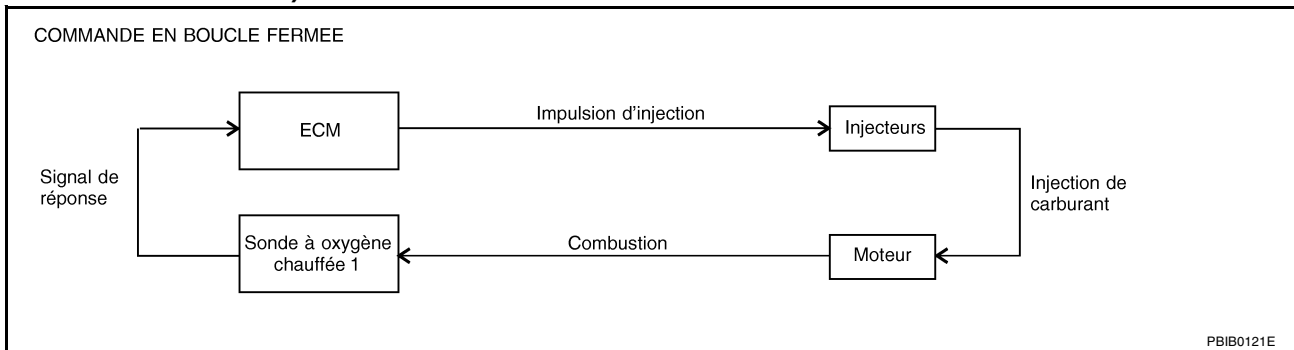 COMMANDE EN BOUCLE FERMEE
ECM
Impulsion d'injection
Injecteurs
Signal de
réponse
Injection de
carburant
Sonde à oxygène
chauffée 1
Combustion
Moteur
PBIB0121E